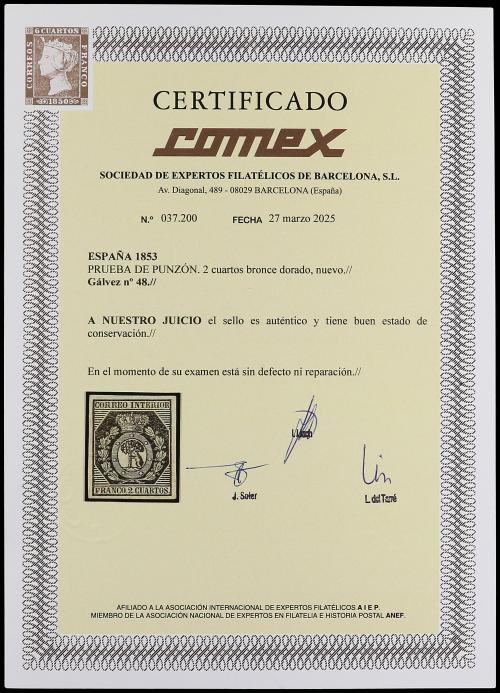 6 CUARTOS
CORREOS
FRANCO
1850
CERTIFICADO
comex
SOCIEDAD DE EXPERTOS FILATÉLICOS DE BARCELONA, S.L.
Av. Diagonal, 489 - 08029 BARCELONA (España)
N.º 037.200 FECHA 27 marzo 2025
ESPAÑA 1853
PRUEBA DE PUNZÓN. 2 cuartos bronce dorado, nuevo.//
Gálvez nº 48.//
A NUESTRO JUICIO el sello es auténtico y tiene buen estado de
conservación.//
En el momento de su examen está sin defecto ni reparación.//
CORREO INTERIOR
FRANCO 2 CUARTOS
J. Soler
L. del Tarré
AFILIADO A LA ASOCIACIÓN INTERNACIONAL DE EXPERTOS FILATÉLICOS A I E P.
MIEMBRO DE LA ASOCIACIÓN NACIONAL DE EXPERTOS EN FILATELIA E HISTORIA POSTAL ANEF.